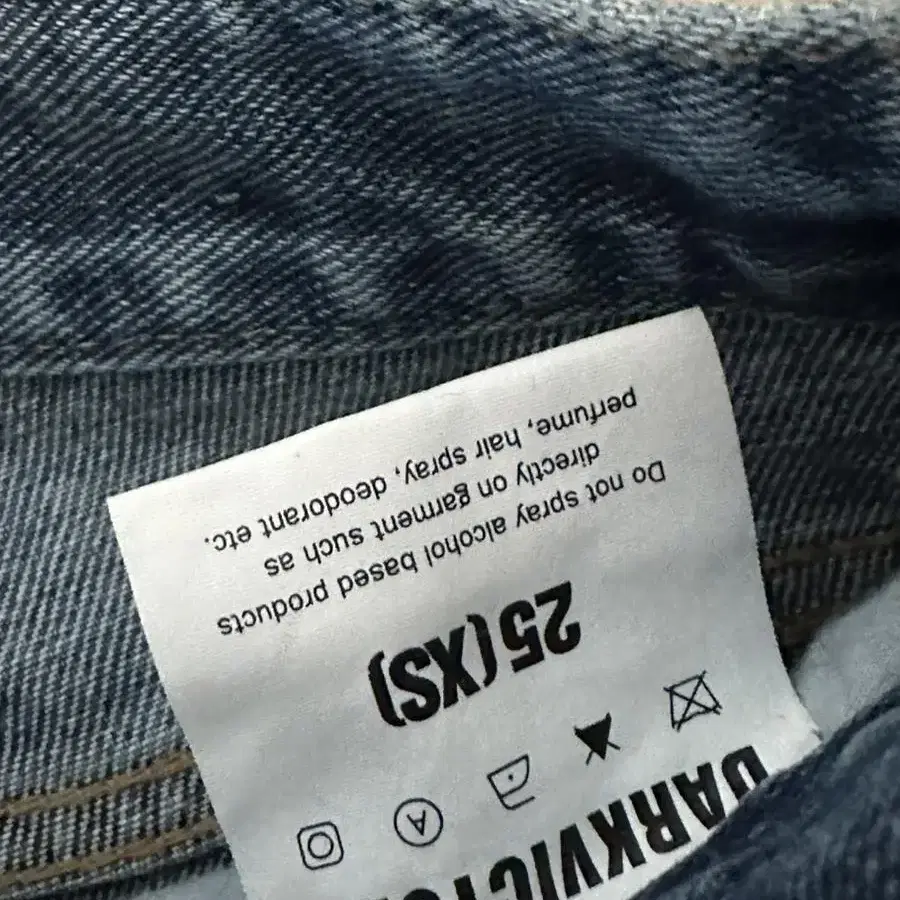 DARKVICTO
A
25(XS)
Do not spray alcohol based products
directly on garment such as
perfume, hair spray, deodorant etc.